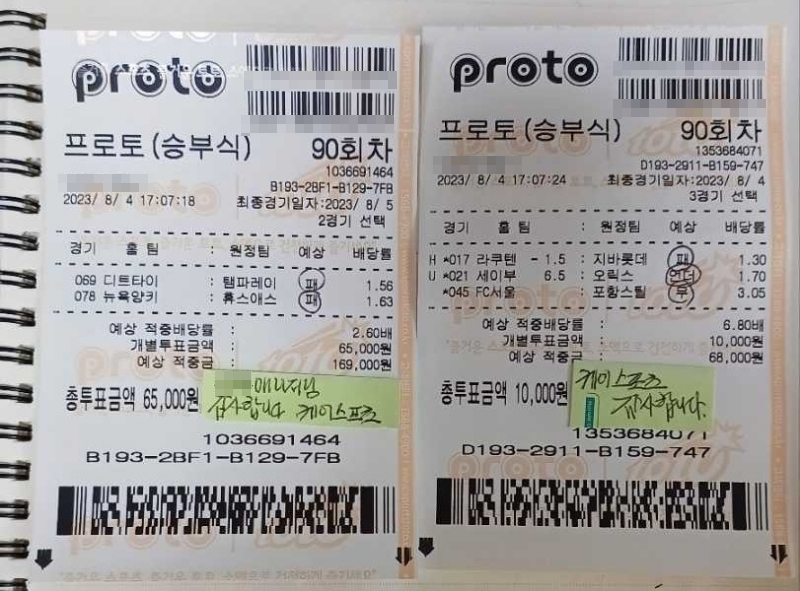 proto
프로토(승부식) 90회차
1036691464
B193-2BF1-B129-7FB
2023/ 8/ 4 17:07:18 최종경기일자:2023/ 8/ 5
2경기 선택
경기 홈 팀 : 원정팀 예상 배당률
069 디트타이 : 탬파레이 패 1.56
078 뉴욕양키 : 휴스애스 패 1.63
예상 적중배당률 : 2.60배
개별투표금액 : 65,000원
예상 적중금 : 169,000원
총투표금액 65,000원
매니저님
감사합니다 케이스포츠
1036691464
B193-2BF1-B129-7FB
proto
프로토(승부식) 90회차
1353684071
D193-2911-B159-747
2023/ 8/ 4 17:07:24 최종경기일자:2023/ 8/ 4
3경기 선택
경기 홈 팀 : 원정팀 예상 배당률
H *017 라쿠텐 - 1.5 : 지바롯데 패 1.30
U *021 세이부 6.5 : 오릭스 언더 1.70
*045 FC서울 : 포항스틸 무 3.05
예상 적중배당률 : 6.80배
개별투표금액 : 10,000원
예상 적중금 : 68,000원
총투표금액 10,000원
케이스포츠
감사합니다.
1353684071
D193-2911-B159-747